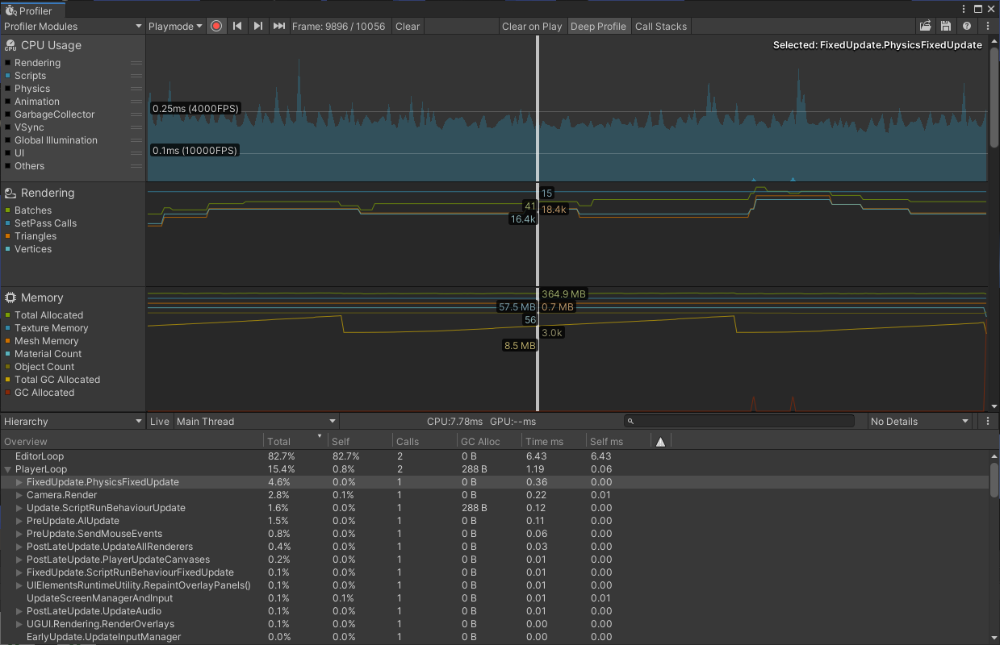 Profiler
Profiler Modules Playmode Frame: 9896 / 10056 Clear Clear on Play Deep Profile Call Stacks
CPU Usage
Selected: FixedUpdate.PhysicsFixedUpdate
CPU
Rendering
Scripts
Physics
Animation
GarbageCollector
VSync
Global Illumination
UI
Others
0.25ms (4000FPS)
0.1ms (10000FPS)
Rendering
Batches
SetPass Calls
Triangles
Vertices
15
41
18.4k
16.4k
Memory
Total Allocated
Texture Memory
Mesh Memory
Material Count
Object Count
Total GC Allocated
GC Allocated
364.9 MB
57.5 MB 0.7 MB
56
3.0k
8.5 MB
Hierarchy Live Main Thread CPU:7.78ms GPU:--ms No Details
Overview Total Self Calls GC Alloc Time ms Self ms
EditorLoop 82.7% 82.7% 2 0 B 6.43 6.43
PlayerLoop 15.4% 0.8% 2 288 B 1.19 0.06
FixedUpdate.PhysicsFixedUpdate 4.6% 0.0% 1 0 B 0.36 0.00
Camera.Render 2.8% 0.1% 1 0 B 0.22 0.01
Update.ScriptRunBehaviourUpdate 1.6% 0.0% 1 288 B 0.12 0.00
PreUpdate.AIUpdate 1.5% 0.0% 1 0 B 0.11 0.00
PreUpdate.SendMouseEvents 0.8% 0.0% 1 0 B 0.06 0.00
PostLateUpdate.UpdateAllRenderers 0.4% 0.0% 1 0 B 0.03 0.00
PostLateUpdate.PlayerUpdateCanvases 0.2% 0.0% 1 0 B 0.01 0.00
FixedUpdate.ScriptRunBehaviourFixedUpdate 0.1% 0.0% 1 0 B 0.01 0.00
UIElementsRuntimeUtility.RepaintOverlayPanels() 0.1% 0.0% 1 0 B 0.01 0.00
UpdateScreenManagerAndInput 0.1% 0.1% 1 0 B 0.01 0.01
PostLateUpdate.UpdateAudio 0.1% 0.0% 1 0 B 0.01 0.00
UGUI.Rendering.RenderOverlays 0.1% 0.0% 1 0 B 0.00 0.00
EarlyUpdate.UpdateInputManager 0.0% 0.0% 1 0 B 0.00 0.00